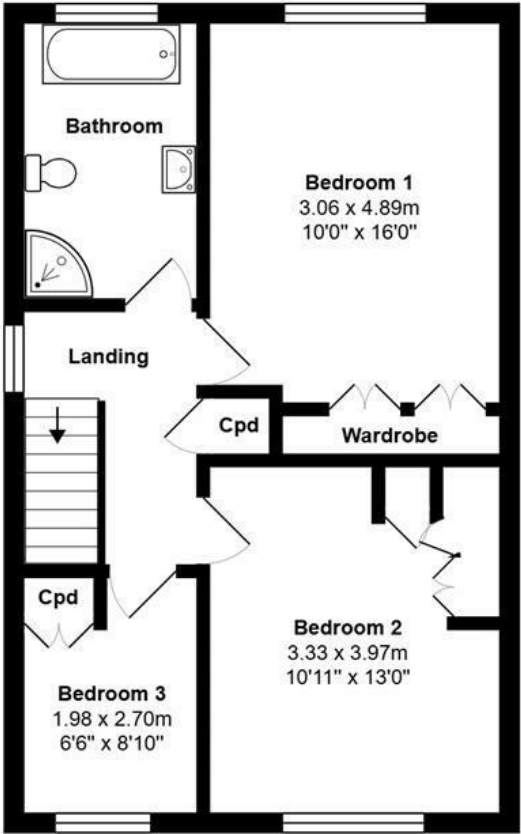 Bathroom
Bedroom 1
3.06 x 4.89m
10'0" x 16'0"
Landing
Cpd
Wardrobe
Cpd
Bedroom 2
3.33 x 3.97m
10'11" x 13'0"
Bedroom 3
1.98 x 2.70m
6'6" x 8'10"